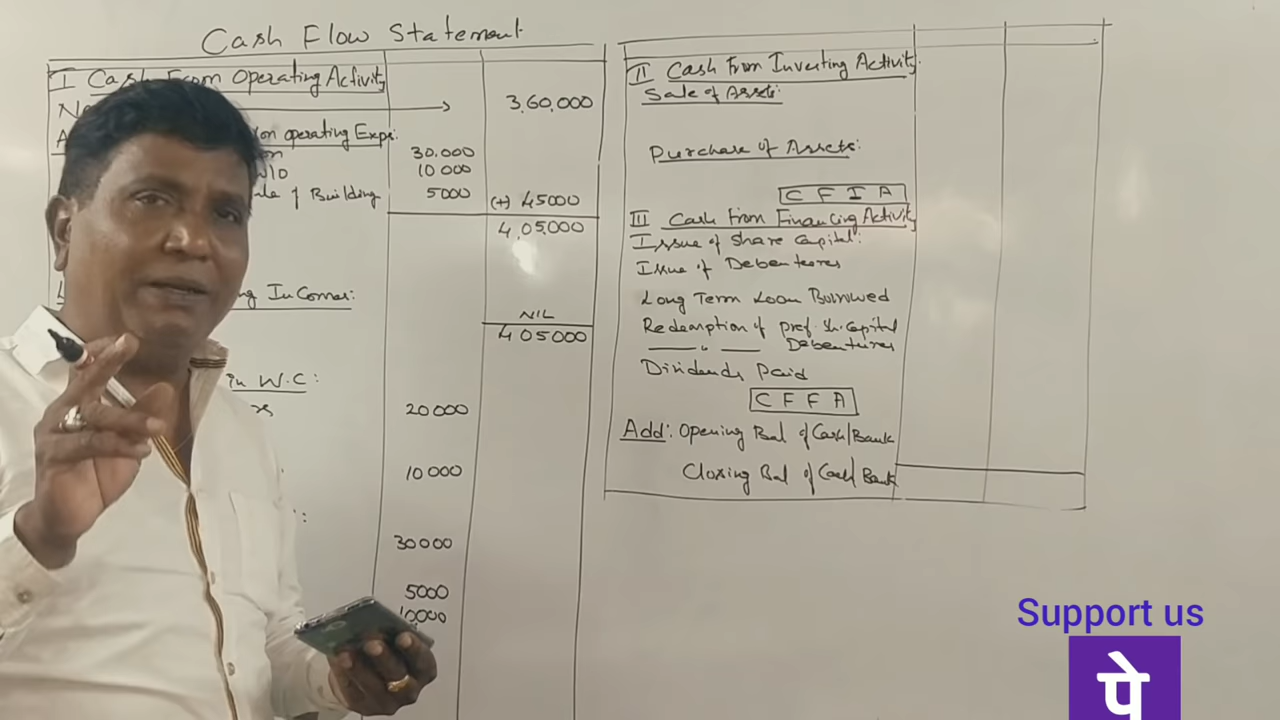 Cash Flow Statement
I Cash From Operating Activity
3,60,000
on operating Exps:
30,000
W/O 10 000
of Building 5000 (+) 45000
4,05,000
ng Incomes:
NIL
405000
in W.C:
20000
10000
30000
5000
10000
II Cash From Investing Activity
Sale of Assets:
Purchase of Assets:
C F I A
III Cash From Financing Activity
Issue of Share Capital:
Issue of Debentures
Long Term Loan Borrowed
Redemption of Pref. Sh. Capital
—— " —— Debentures
Dividends Paid
C F F A
Add: Opening Bal of Cash/Bank
Closing Bal of Cash/Bank
Support us
पे